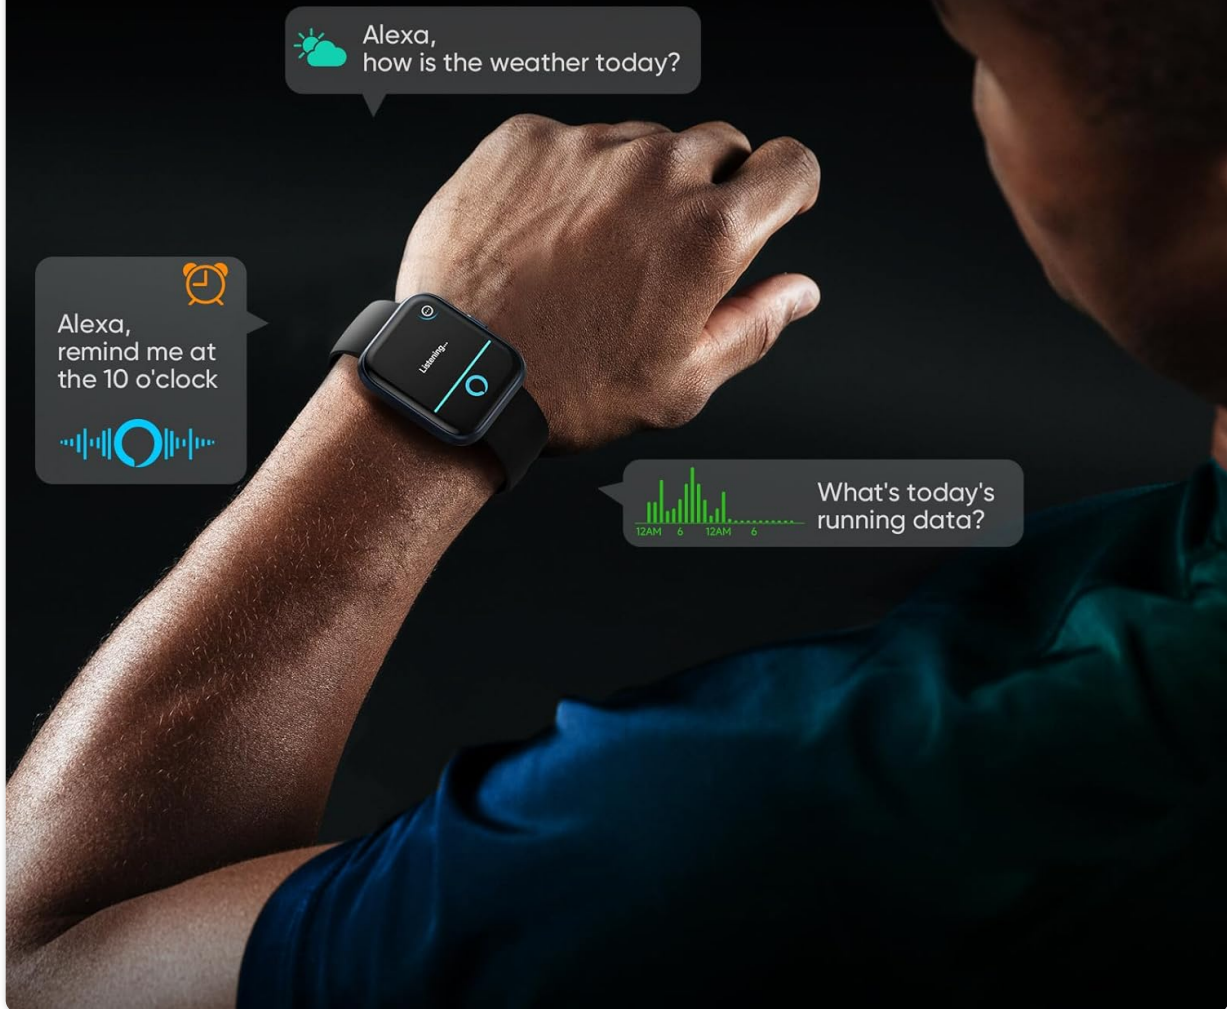 Alexa,
how is the weather today?
Alexa,
remind me at
the 10 o'clock
Listening...
What's today's
running data?
12AM 6 12AM 6